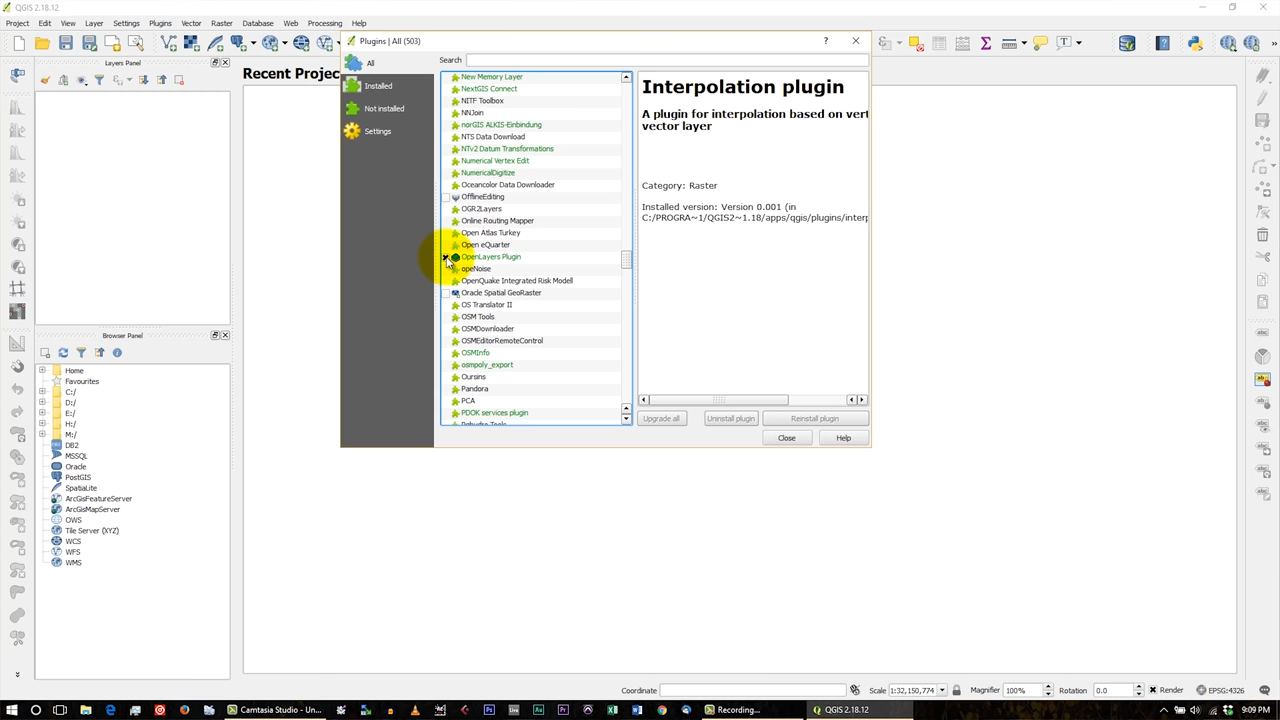 QGIS 2.18.12
Project Edit View Layer Settings Plugins Vector Raster Database Web Processing Help
Plugins | All (503)
?
Layers Panel
Recent Projec
All
Installed
Not installed
Settings
Search
New Memory Layer
NextGIS Connect
NITF Toolbox
NNJoin
norGIS ALKIS-Einbindung
NTS Data Download
NTv2 Datum Transformations
Numerical Vertex Edit
NumericalDigitize
Oceancolor Data Downloader
OfflineEditing
OGR2Layers
Online Routing Mapper
Open Atlas Turkey
Open eQuarter
OpenLayers Plugin
opeNoise
OpenQuake Integrated Risk Modell
Oracle Spatial GeoRaster
OS Translator II
OSM Tools
OSMDownloader
OSMEditorRemoteControl
OSMInfo
osmpoly_export
Oursins
Pandora
PCA
PDOK services plugin
Interpolation plugin
A plugin for interpolation based on vert
vector layer
Category: Raster
Installed version: Version 0.001 (in
C:/PROGRA~1/QGIS2~1.18/apps/qgis/plugins/interp
Upgrade all Uninstall plugin Reinstall plugin
Close Help
Browser Panel
Home
Favourites
C:/
D:/
E:/
H:/
M:/
DB2
MSSQL
Oracle
PostGIS
SpatiaLite
ArcGisFeatureServer
ArcGisMapServer
OWS
Tile Server (XYZ)
WCS
WFS
WMS
Coordinate Scale 1:32,150,774 Magnifier 100% Rotation 0.0 Render EPSG:4326
Camtasia Studio - Un... Recording... QGIS 2.18.12 9:09 PM